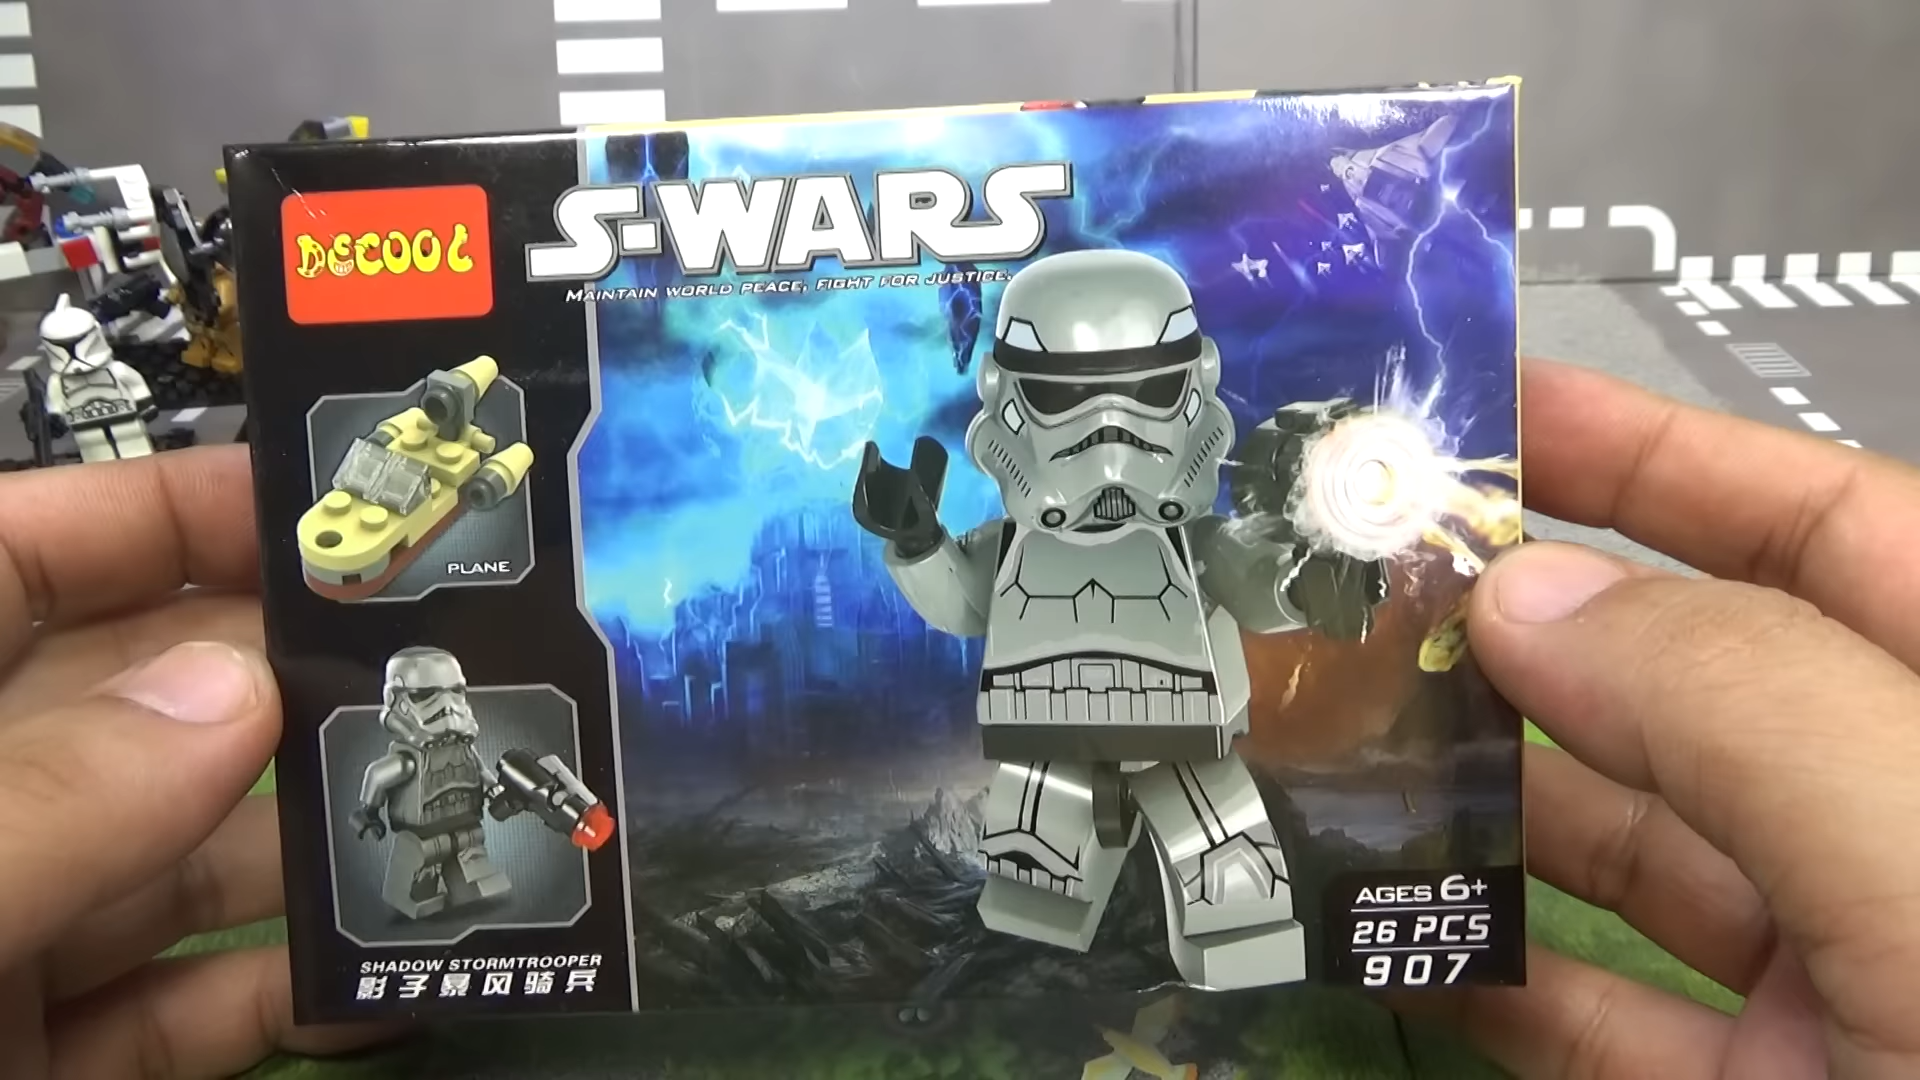 DECOOL
S-WARS
MAINTAIN WORLD PEACE, FIGHT FOR JUSTICE.
PLANE
SHADOW STORMTROOPER
影子暴风骑兵
AGES 6+
26 PCS
907